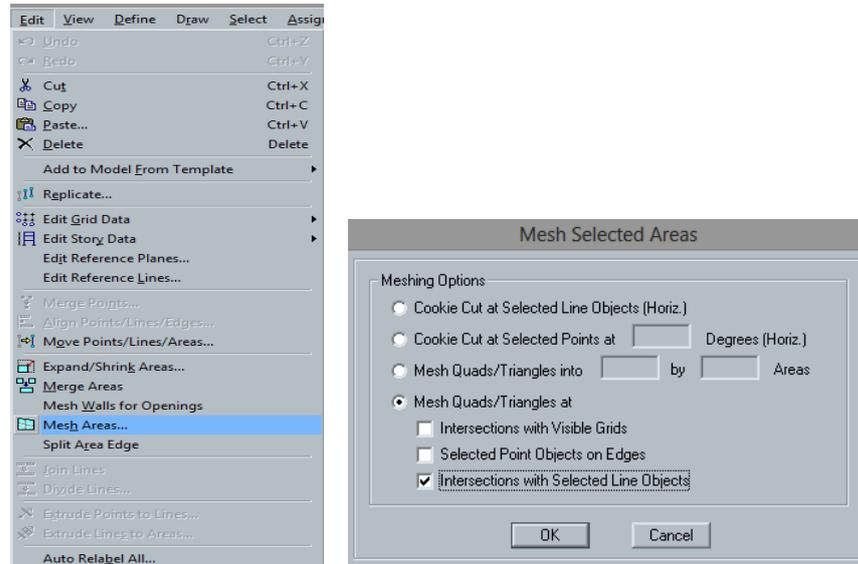 Edit View Define Draw Select Assig
Undo Ctrl+Z
Redo Ctrl+Y
Cut Ctrl+X
Copy Ctrl+C
Paste... Ctrl+V
Delete Delete
Add to Model From Template
Replicate...
Edit Grid Data
Edit Story Data
Edit Reference Planes...
Edit Reference Lines...
Merge Points...
Align Points/Lines/Edges...
Move Points/Lines/Areas...
Expand/Shrink Areas...
Merge Areas
Mesh Walls for Openings
Mesh Areas...
Split Area Edge
Join Lines
Divide Lines...
Extrude Points to Lines...
Extrude Lines to Areas...
Auto Relabel All...
Mesh Selected Areas
Meshing Options
Cookie Cut at Selected Line Objects (Horiz.)
Cookie Cut at Selected Points at Degrees (Horiz.)
Mesh Quads/Triangles into by Areas
Mesh Quads/Triangles at
Intersections with Visible Grids
Selected Point Objects on Edges
Intersections with Selected Line Objects
OK Cancel